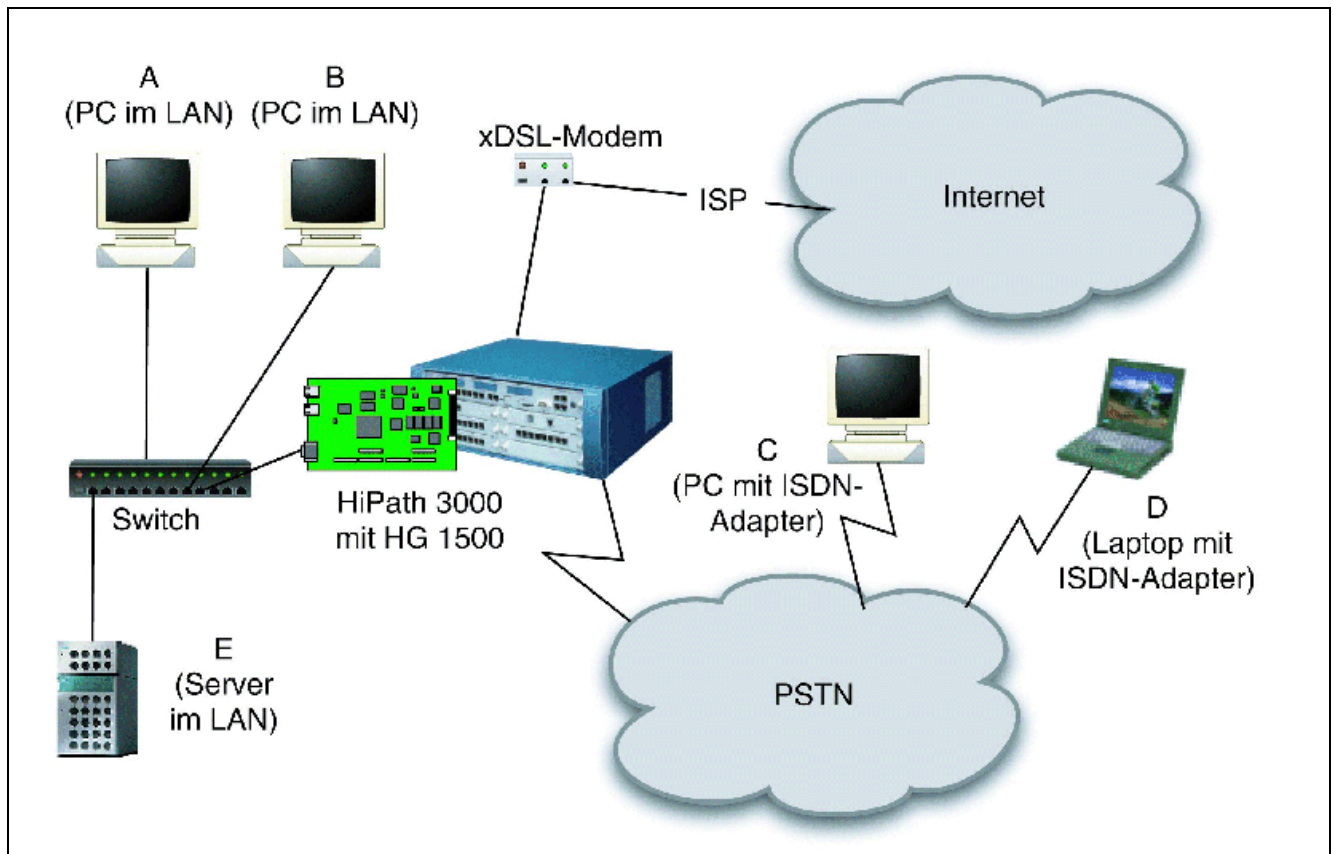 A
(PC im LAN)
B
(PC im LAN)
xDSL-Modem
ISP
Internet
Switch
HiPath 3000
mit HG 1500
C
(PC mit ISDN-
Adapter)
D
(Laptop mit
ISDN-Adapter)
E
(Server
im LAN)
PSTN